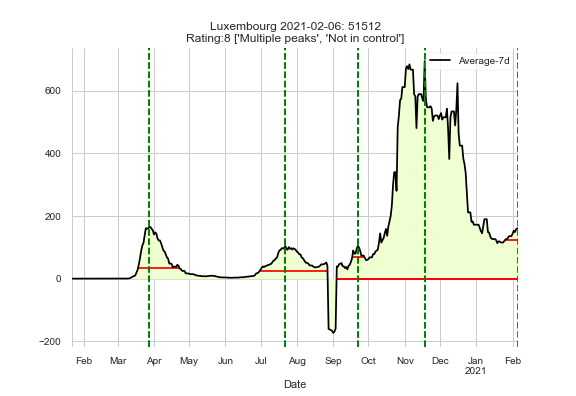 Luxembourg 2021-02-06: 51512
Rating:8 ['Multiple peaks', 'Not in control']
Average-7d
600
400
200
0
−200
Feb Mar Apr May Jun Jul Aug Sep Oct Nov Dec Jan Feb
2021
Date